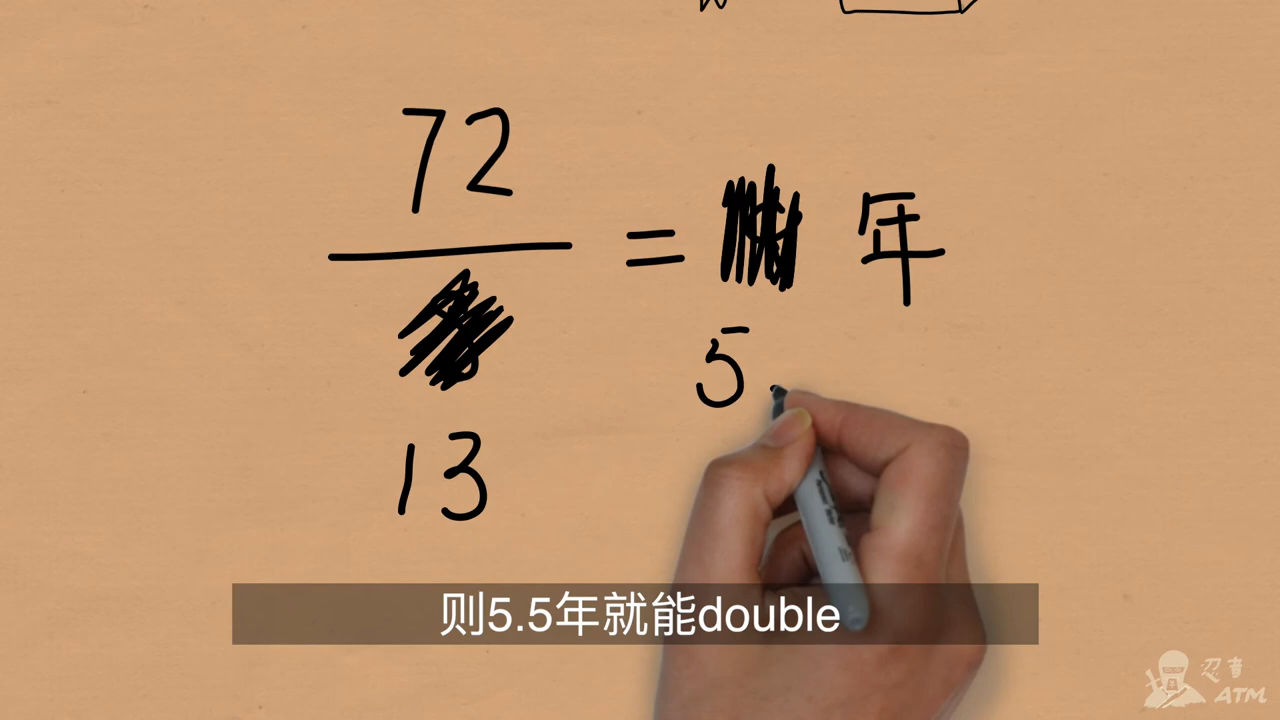 72
= 年
5.
13
则5.5年就能double
忍者
ATM